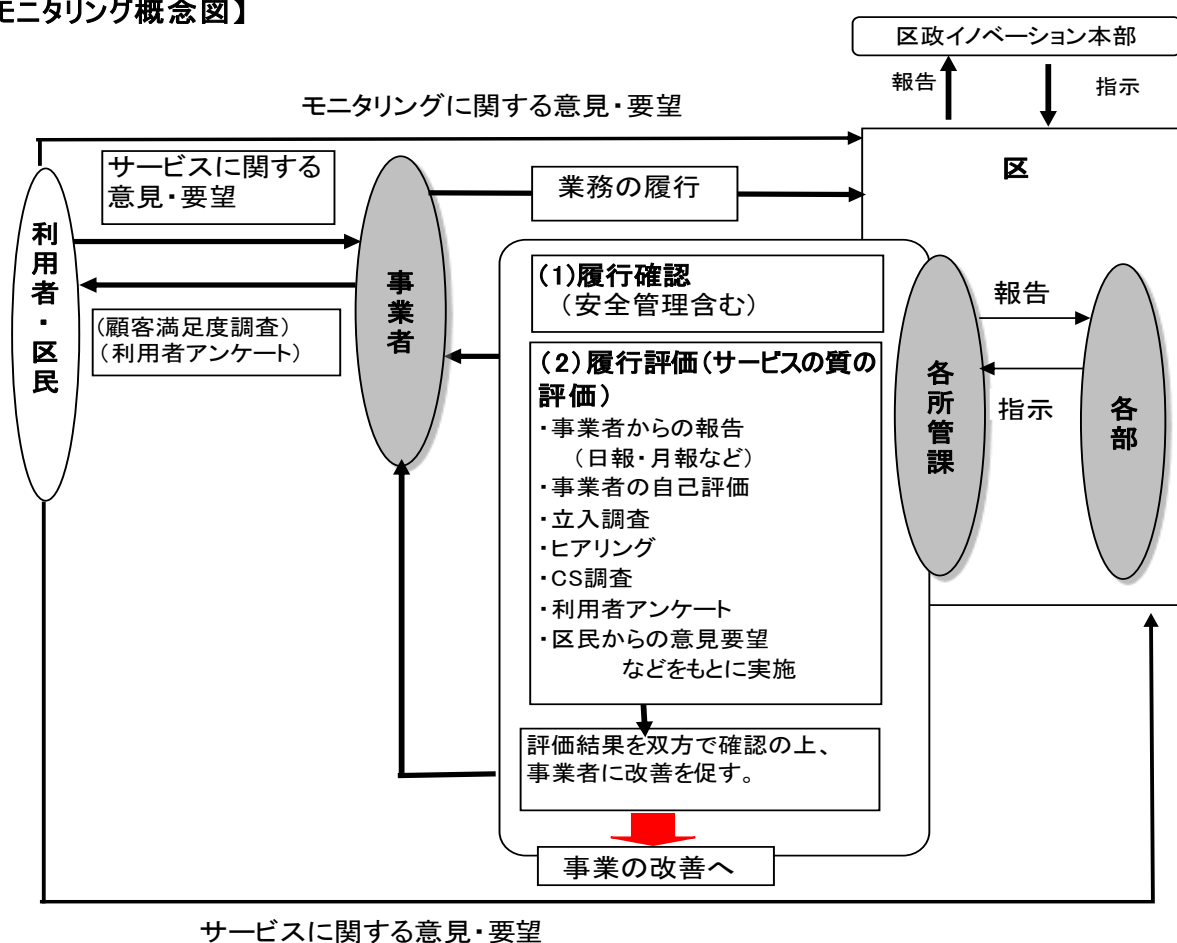 モニタリング概念図】
区政イノベーション本部
報告
指示
モニタリングに関する意見・要望
区
サービスに関する
意見・要望
業務の履行
利用者・区民
事業者
(顧客満足度調査)
(利用者アンケート)
(1)履行確認
(安全管理含む)
(2)履行評価(サービスの質の
評価)
・事業者からの報告
(日報・月報など)
・事業者の自己評価
・立入調査
・ヒアリング
・CS調査
・利用者アンケート
・区民からの意見要望
などをもとに実施
各所管課
報告
指示
各部
評価結果を双方で確認の上、
事業者に改善を促す。
事業の改善へ
サービスに関する意見・要望